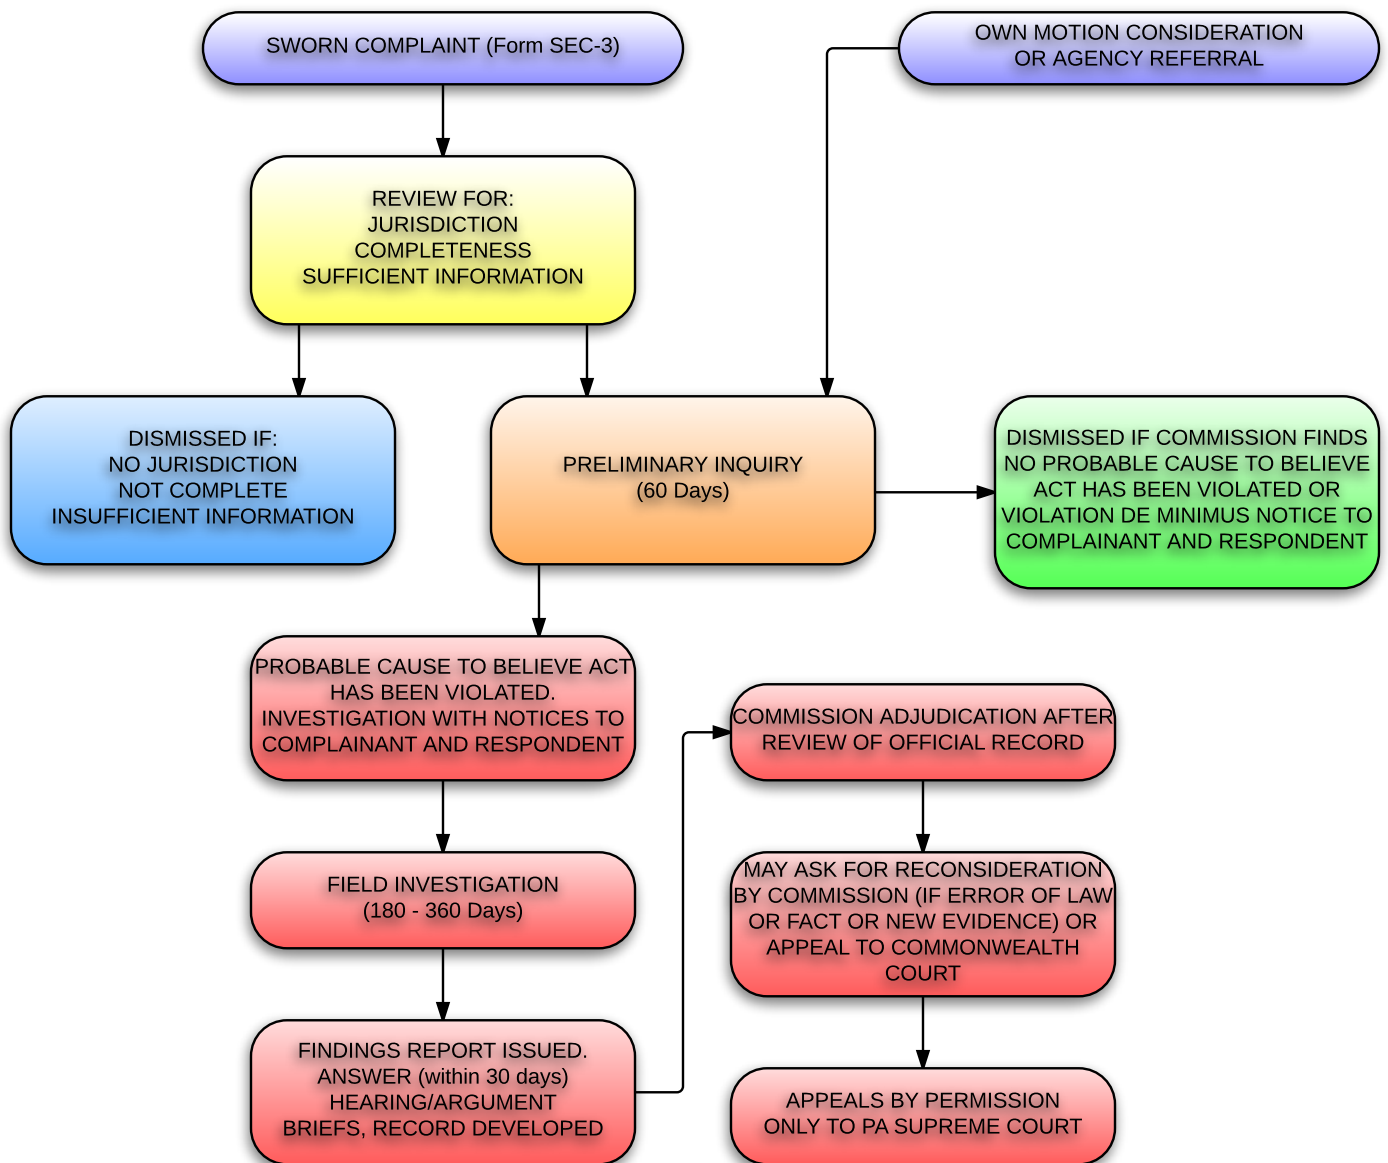 SWORN COMPLAINT (Form SEC-3)
OWN MOTION CONSIDERATION
OR AGENCY REFERRAL
REVIEW FOR:
JURISDICTION
COMPLETENESS
SUFFICIENT INFORMATION
DISMISSED IF:
NO JURISDICTION
NOT COMPLETE
INSUFFICIENT INFORMATION
PRELIMINARY INQUIRY
(60 Days)
DISMISSED IF COMMISSION FINDS
NO PROBABLE CAUSE TO BELIEVE
ACT HAS BEEN VIOLATED OR
VIOLATION DE MINIMUS NOTICE TO
COMPLAINANT AND RESPONDENT
PROBABLE CAUSE TO BELIEVE ACT
HAS BEEN VIOLATED.
INVESTIGATION WITH NOTICES TO
COMPLAINANT AND RESPONDENT
FIELD INVESTIGATION
(180 - 360 Days)
FINDINGS REPORT ISSUED.
ANSWER (within 30 days)
HEARING/ARGUMENT
BRIEFS, RECORD DEVELOPED
COMMISSION ADJUDICATION AFTER
REVIEW OF OFFICIAL RECORD
MAY ASK FOR RECONSIDERATION
BY COMMISSION (IF ERROR OF LAW
OR FACT OR NEW EVIDENCE) OR
APPEAL TO COMMONWEALTH
COURT
APPEALS BY PERMISSION
ONLY TO PA SUPREME COURT